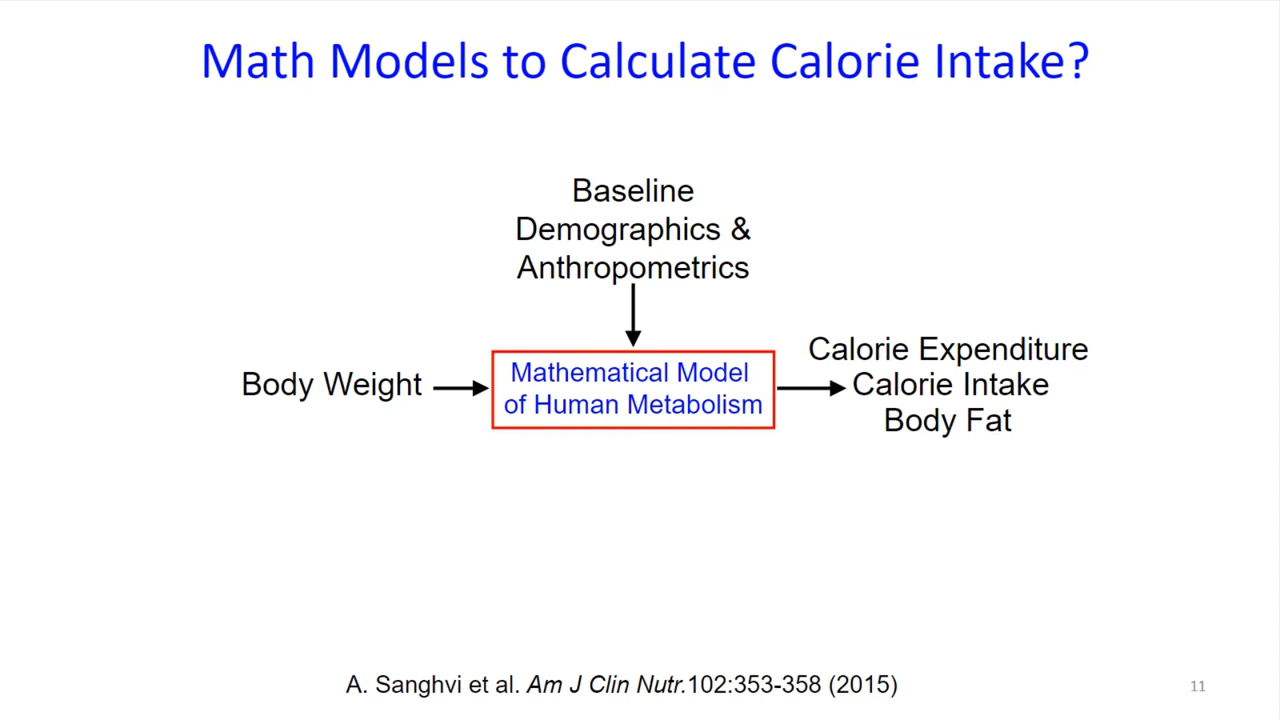 Math Models to Calculate Calorie Intake?
Baseline
Demographics &
Anthropometrics
Body Weight
Mathematical Model
of Human Metabolism
Calorie Expenditure
Calorie Intake
Body Fat
A. Sanghvi et al. Am J Clin Nutr.102:353-358 (2015)
11